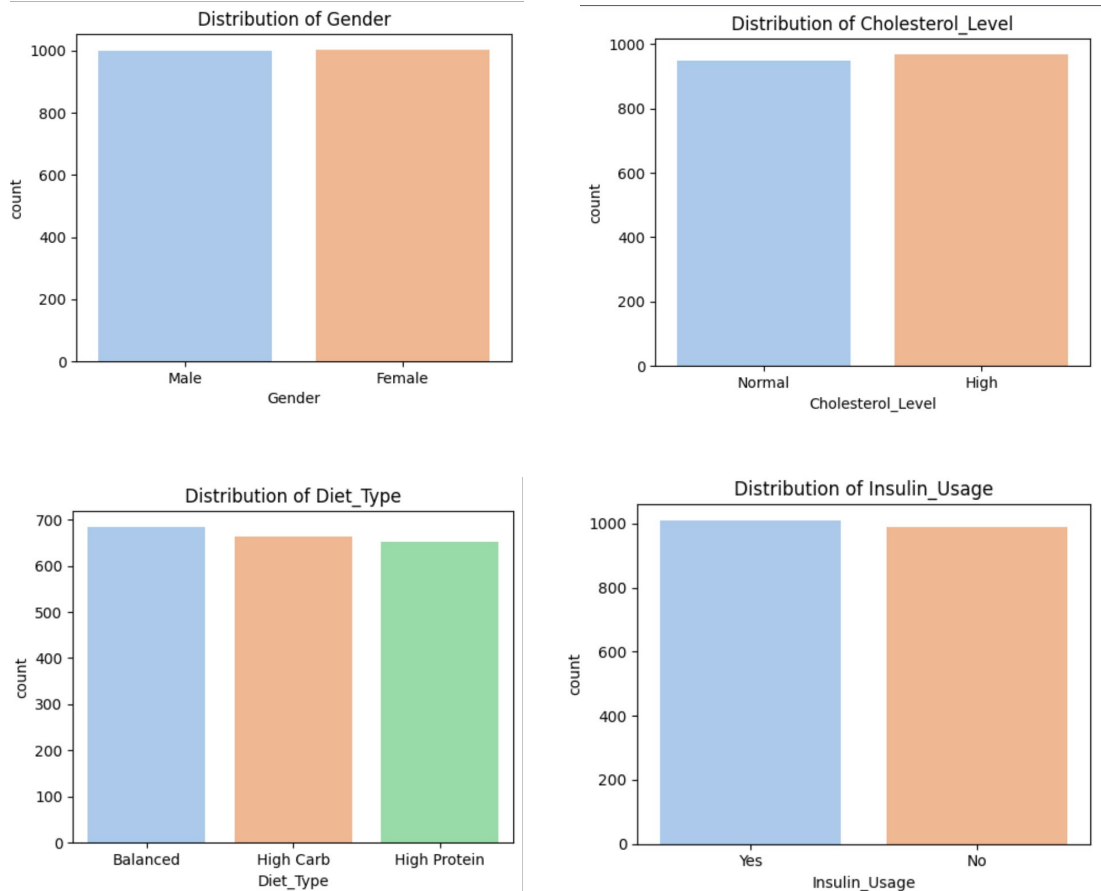 Distribution of Gender
1000
800
600
400
200
0
count
Male Female
Gender
Distribution of Cholesterol_Level
1000
800
600
400
200
0
count
Normal High
Cholesterol_Level
Distribution of Diet_Type
700
600
500
400
300
200
100
0
count
Balanced High Carb High Protein
Diet_Type
Distribution of Insulin_Usage
1000
800
600
400
200
0
count
Yes No
Insulin_Usage